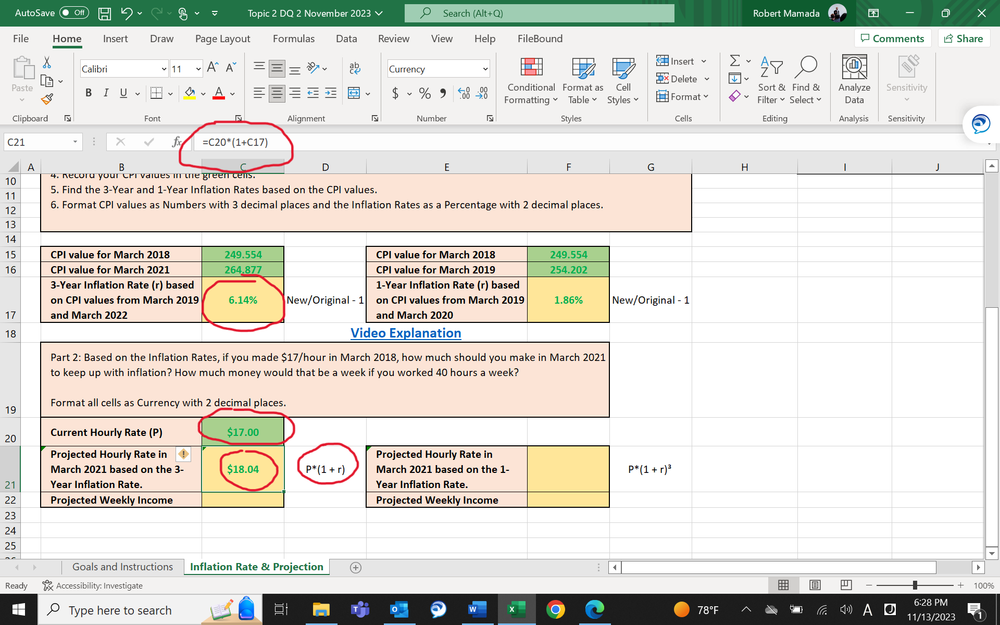 AutoSave Off Topic 2 DQ 2 November 2023 Search (Alt+Q) Robert Mamada
File Home Insert Draw Page Layout Formulas Data Review View Help FileBound Comments Share
Calibri 11 Currency
Paste
B I U A $ % 9
ab
Conditional Formatting
Format as Table
Cell Styles
Insert
Delete
Format
Sort & Filter
Find & Select
Analyze Data
Sensitivity
Clipboard Font Alignment Number Styles Cells Editing Analysis Sensitivity
C21 fx =C20*(1+C17)
A B C D E F G H I J
10 4. Record your CPI values in the green cells.
11 5. Find the 3-Year and 1-Year Inflation Rates based on the CPI values.
12 6. Format CPI values as Numbers with 3 decimal places and the Inflation Rates as a Percentage with 2 decimal places.
13
14
15 CPI value for March 2018 249.554 CPI value for March 2018 249.554
16 CPI value for March 2021 264.877 CPI value for March 2019 254.202
3-Year Inflation Rate (r) based
on CPI values from March 2019
and March 2022
6.14%
New/Original - 1
1-Year Inflation Rate (r) based
on CPI values from March 2019
and March 2020
1.86%
New/Original - 1
17
18 Video Explanation
Part 2: Based on the Inflation Rates, if you made $17/hour in March 2018, how much should you make in March 2021
to keep up with inflation? How much money would that be a week if you worked 40 hours a week?
Format all cells as Currency with 2 decimal places.
19
20 Current Hourly Rate (P) $17.00
Projected Hourly Rate in
March 2021 based on the 3-
Year Inflation Rate.
$18.04
P*(1 + r)
Projected Hourly Rate in
March 2021 based on the 1-
Year Inflation Rate.
P*(1 + r)³
21
22 Projected Weekly Income Projected Weekly Income
23
24
25
Goals and Instructions Inflation Rate & Projection
Ready Accessibility: Investigate 100%
Type here to search 78°F A 6:28 PM
11/13/2023
1